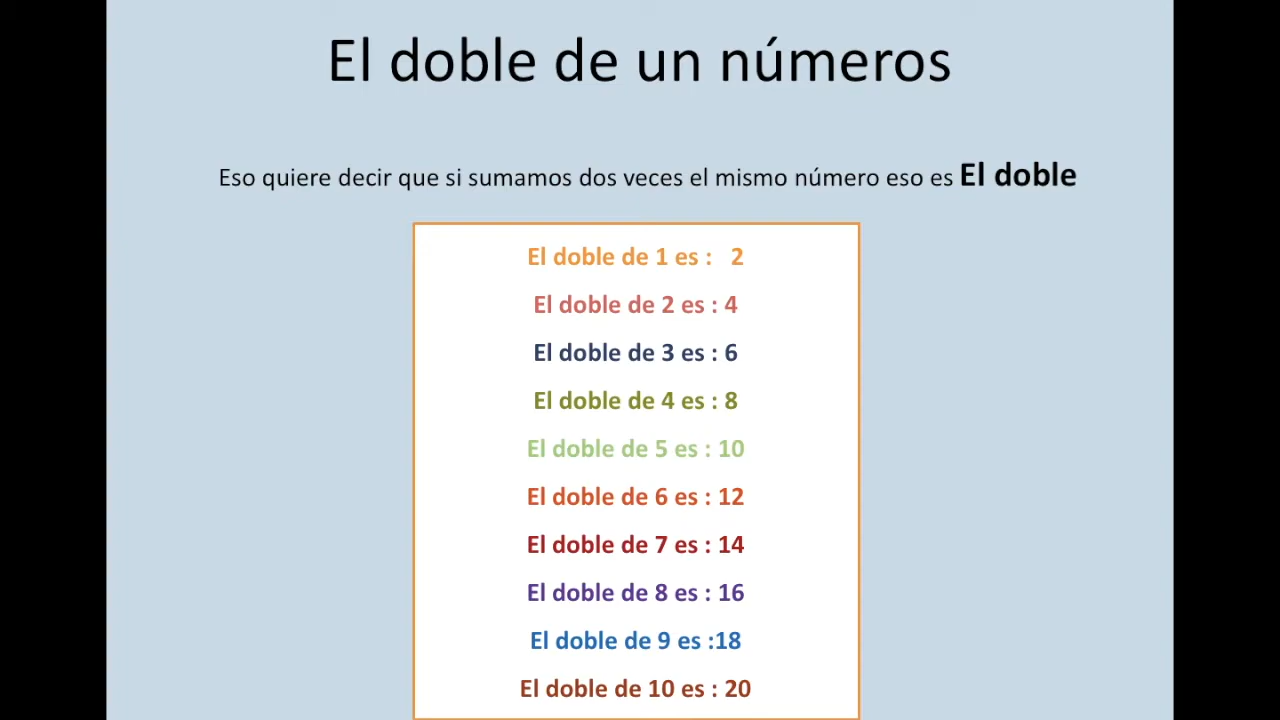 El doble de un números
Eso quiere decir que si sumamos dos veces el mismo número eso es El doble
El doble de 1 es :   2
El doble de 2 es : 4
El doble de 3 es : 6
El doble de 4 es : 8
El doble de 5 es : 10
El doble de 6 es : 12
El doble de 7 es : 14
El doble de 8 es : 16
El doble de 9 es :18
El doble de 10 es : 20